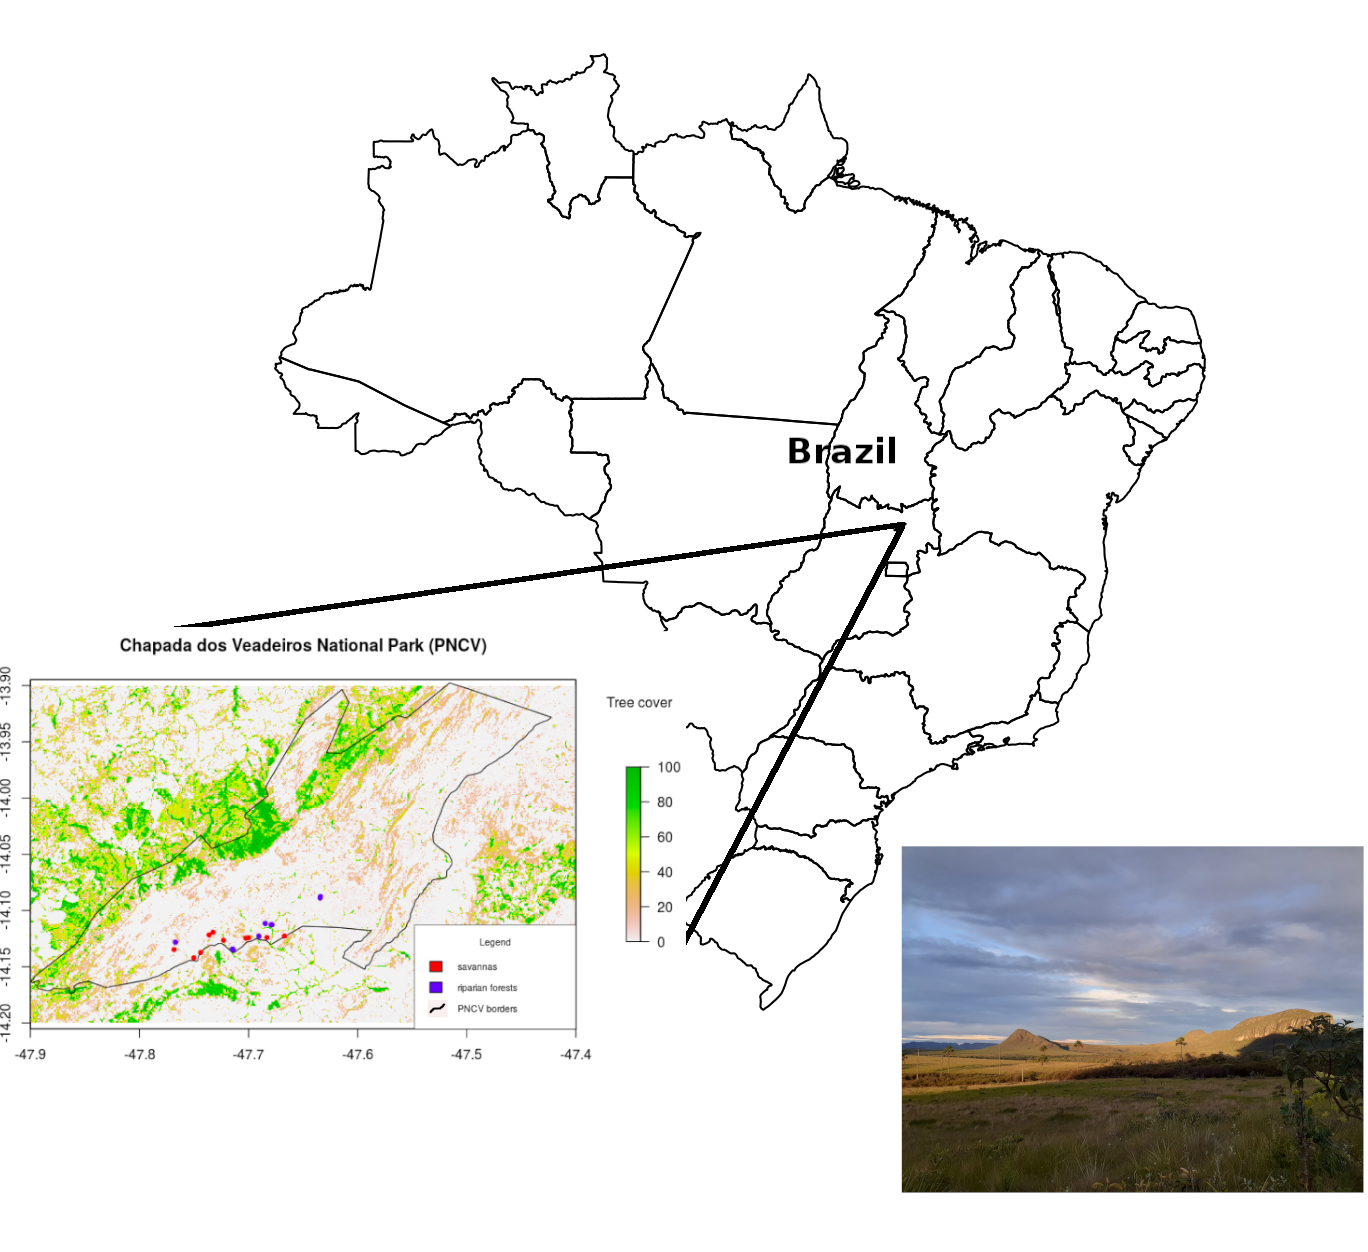 Brazil
Chapada dos Veadeiros National Park (PNCV)
-13.90
-13.95
-14.00
-14.05
-14.10
-14.15
-14.20
-47.9
-47.8
-47.7
-47.6
-47.5
-47.4
Legend
savannas
riparian forests
PNCV borders
Tree cover
100
80
60
40
20
0